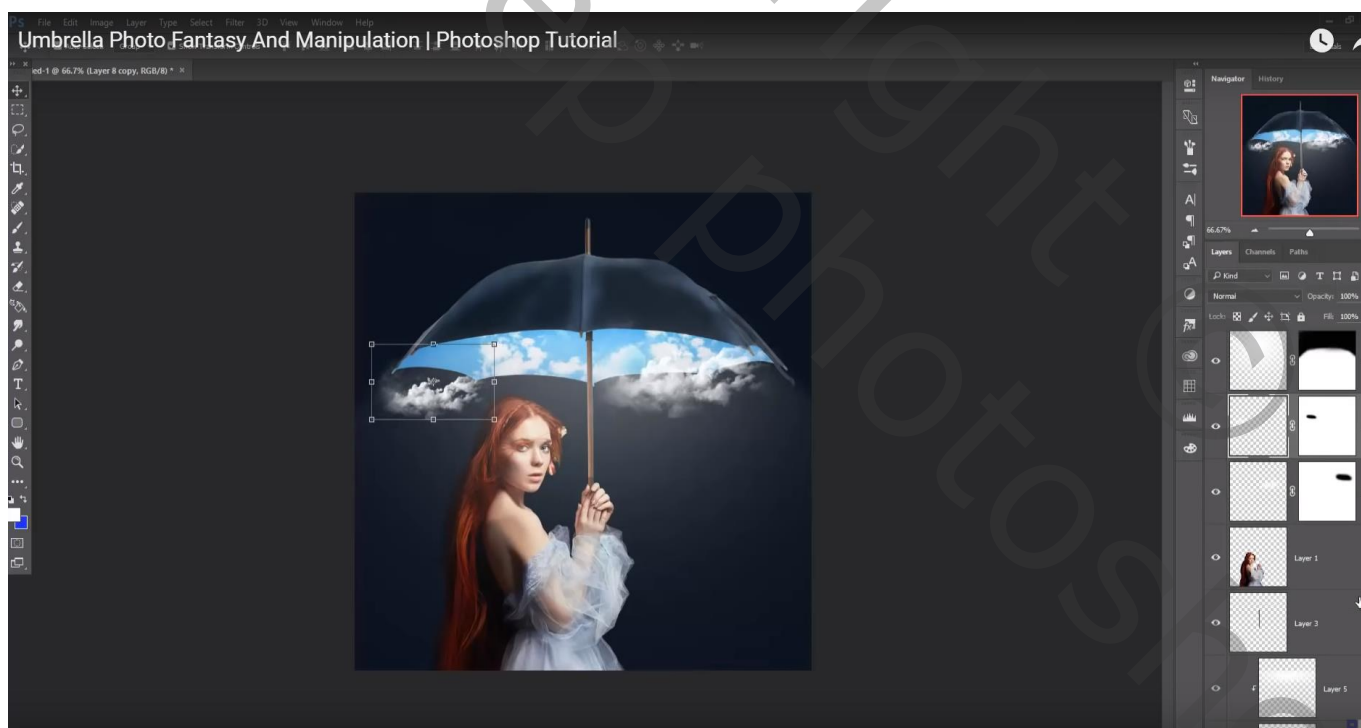 Ps File Edit Image Layer Type Select Filter 3D View Window Help
Umbrella Photo Fantasy And Manipulation | Photoshop Tutorial
ed-1 @ 66.7% (Layer 8 copy, RGB/8) * ×
Navigator History
66.67%
Layers Channels Paths
Kind
Normal Opacity: 100%
Lock: Fill: 100%
Layer 1
Layer 3
Layer 5